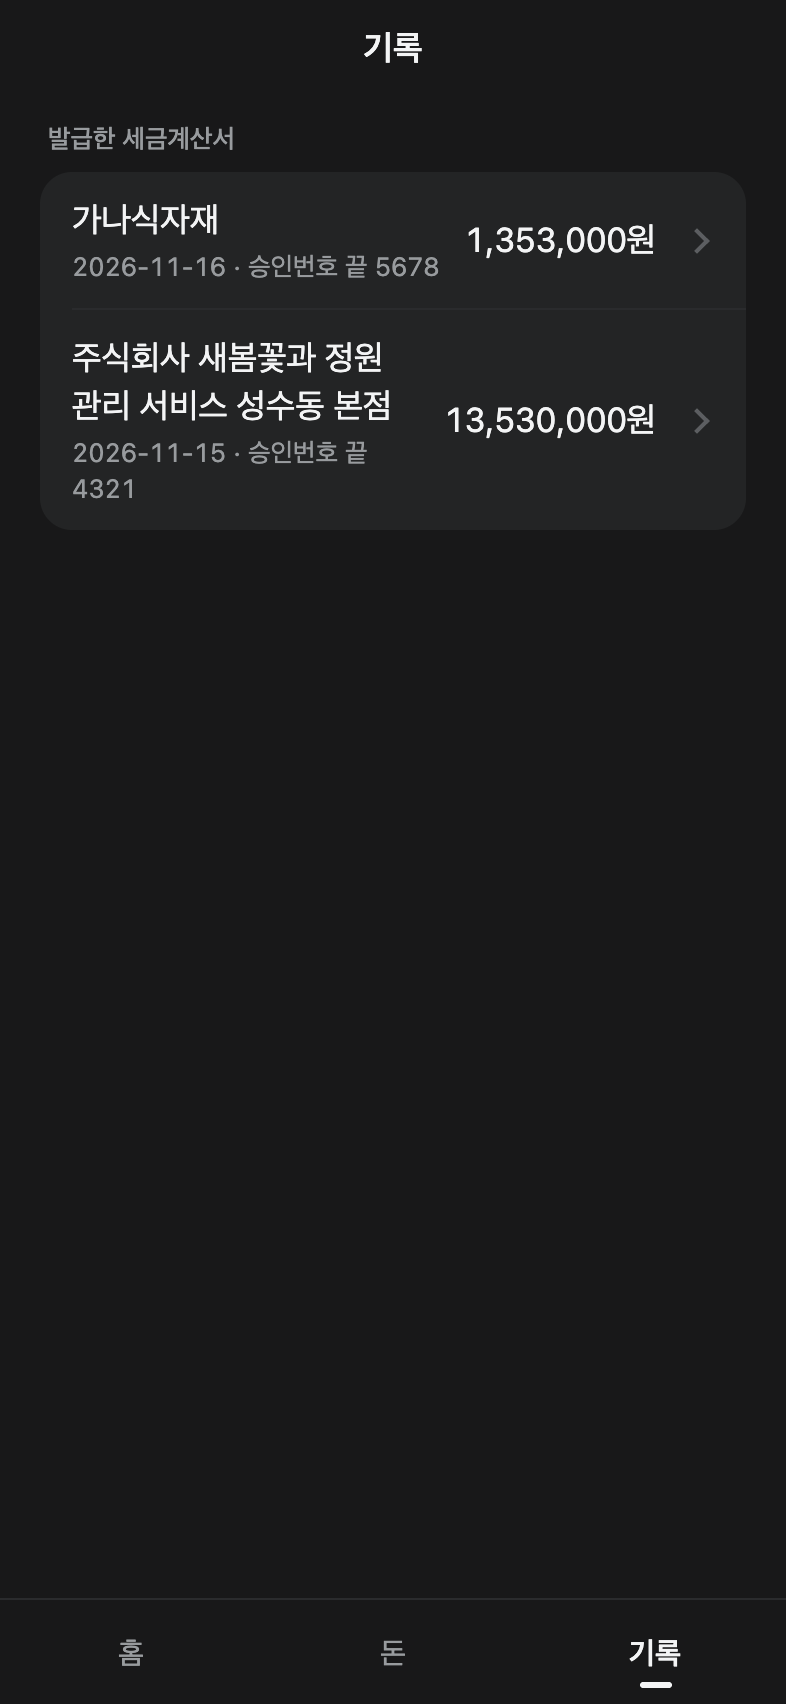 기록
발급한 세금계산서
가나식자재
2026-11-16 · 승인번호 끝 5678
1,353,000원
주식회사 새봄꽃과 정원
관리 서비스 성수동 본점
2026-11-15 · 승인번호 끝
4321
13,530,000원
홈
돈
기록